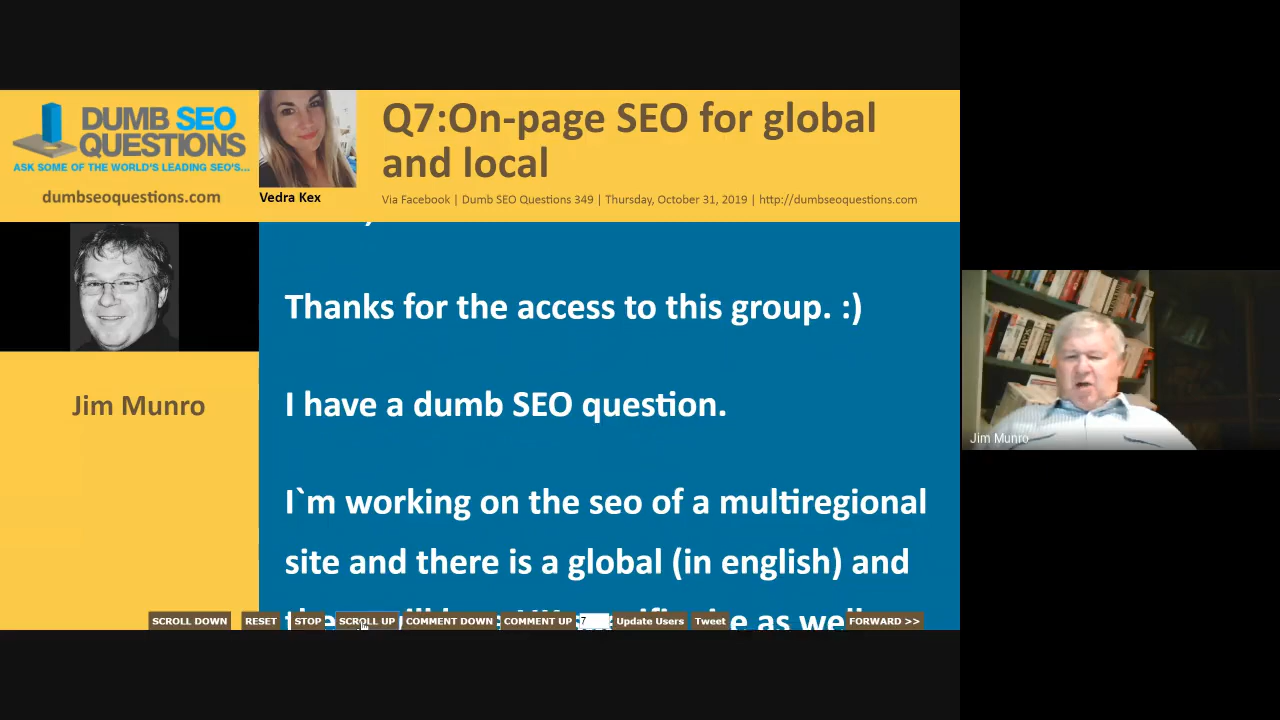 DUMB SEO
QUESTIONS
ASK SOME OF THE WORLD'S LEADING SEO'S...
dumbseoquestions.com
Vedra Kex
Q7:On-page SEO for global
and local
Via Facebook | Dumb SEO Questions 349 | Thursday, October 31, 2019 | http://dumbseoquestions.com
Jim Munro
Thanks for the access to this group. :)
I have a dumb SEO question.
I`m working on the seo of a multiregional
site and there is a global (in english) and
as well
SCROLL DOWN RESET STOP SCROLL UP COMMENT DOWN COMMENT UP 7 Update Users Tweet FORWARD >>
Jim Munro